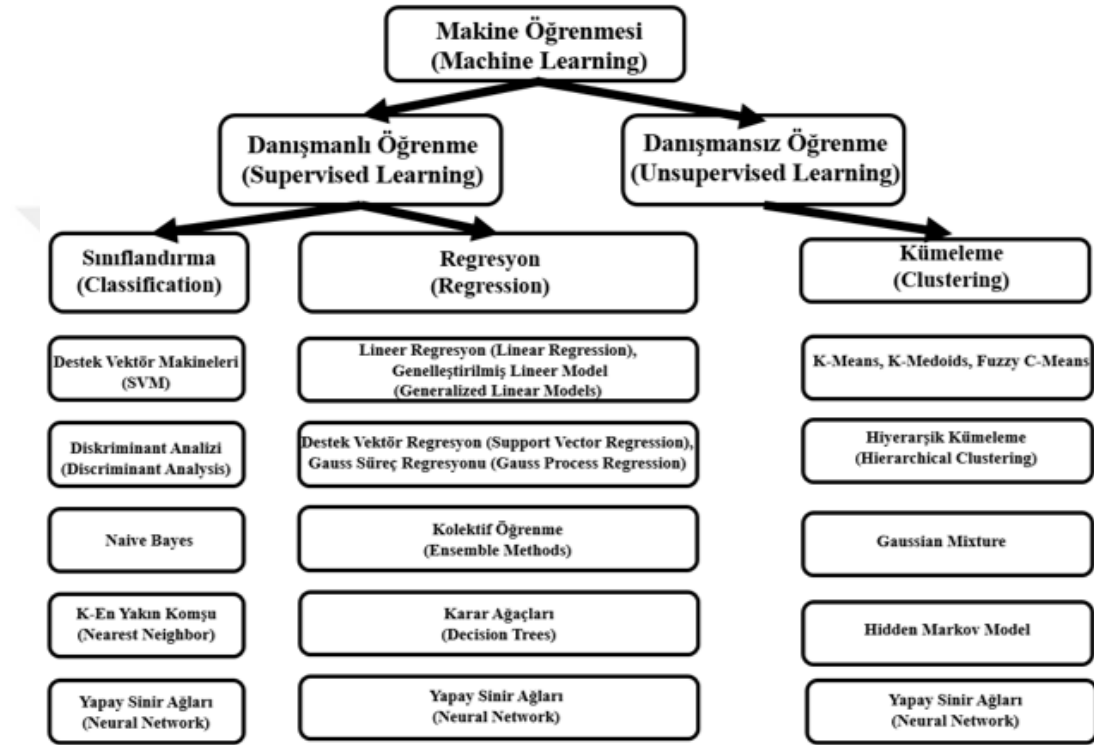 Makine Öğrenmesi
(Machine Learning)
Danışmanlı Öğrenme
(Supervised Learning)
Danışmansız Öğrenme
(Unsupervised Learning)
Sınıflandırma
(Classification)
Regresyon
(Regression)
Kümeleme
(Clustering)
Destek Vektör Makineleri
(SVM)
Lineer Regresyon (Linear Regression),
Genelleştirilmiş Lineer Model
(Generalized Linear Models)
K-Means, K-Medoids, Fuzzy C-Means
Diskriminant Analizi
(Discriminant Analysis)
Destek Vektör Regresyon (Support Vector Regression),
Gauss Süreç Regresyonu (Gauss Process Regression)
Hiyerarşik Kümeleme
(Hierarchical Clustering)
Naive Bayes
Kolektif Öğrenme
(Ensemble Methods)
Gaussian Mixture
K-En Yakın Komşu
(Nearest Neighbor)
Karar Ağaçları
(Decision Trees)
Hidden Markov Model
Yapay Sinir Ağları
(Neural Network)
Yapay Sinir Ağları
(Neural Network)
Yapay Sinir Ağları
(Neural Network)